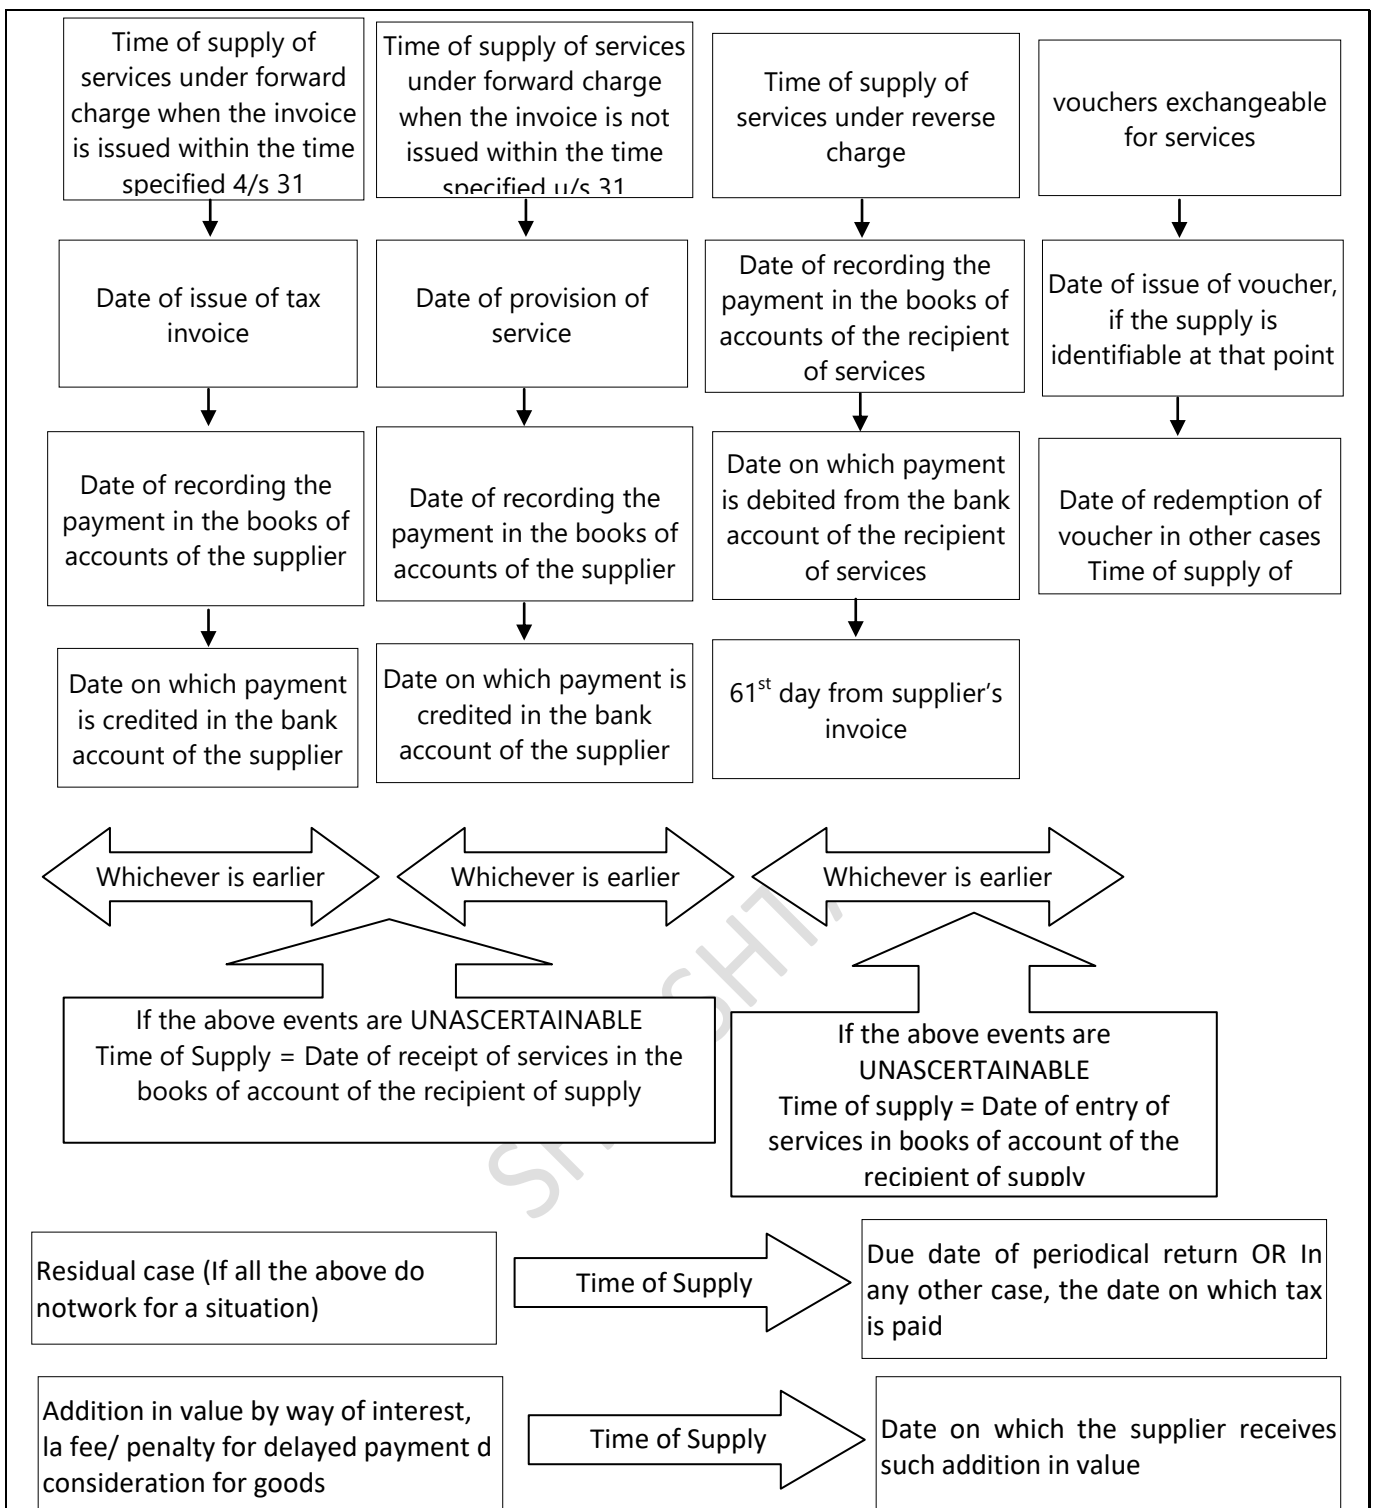 Time of supply of
services under forward
charge when the invoice
is issued within the time
specified 4/s 31
Time of supply of services
under forward charge
when the invoice is not
issued within the time
specified u/s 31
Time of supply of
services under reverse
charge
vouchers exchangeable
for services
Date of issue of tax
invoice
Date of provision of
service
Date of recording the
payment in the books of
accounts of the recipient
of services
Date of issue of voucher,
if the supply is
identifiable at that point
Date of recording the
payment in the books of
accounts of the supplier
Date of recording the
payment in the books of
accounts of the supplier
Date on which payment
is debited from the bank
account of the recipient
of services
Date of redemption of
voucher in other cases
Time of supply of
Date on which payment
is credited in the bank
account of the supplier
Date on which payment is
credited in the bank
account of the supplier
61st day from supplier’s
invoice
Whichever is earlier
Whichever is earlier
Whichever is earlier
If the above events are UNASCERTAINABLE
Time of Supply = Date of receipt of services in the
books of account of the recipient of supply
If the above events are
UNASCERTAINABLE
Time of supply = Date of entry of
services in books of account of the
recipient of supply
Residual case (If all the above do
notwork for a situation)
Time of Supply
Due date of periodical return OR In
any other case, the date on which tax
is paid
Addition in value by way of interest,
la fee/ penalty for delayed payment d
consideration for goods
Time of Supply
Date on which the supplier receives
such addition in value